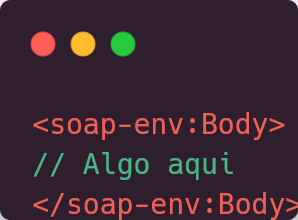 <soap-env:Body>
// Algo aqui
</soap-env:Body>